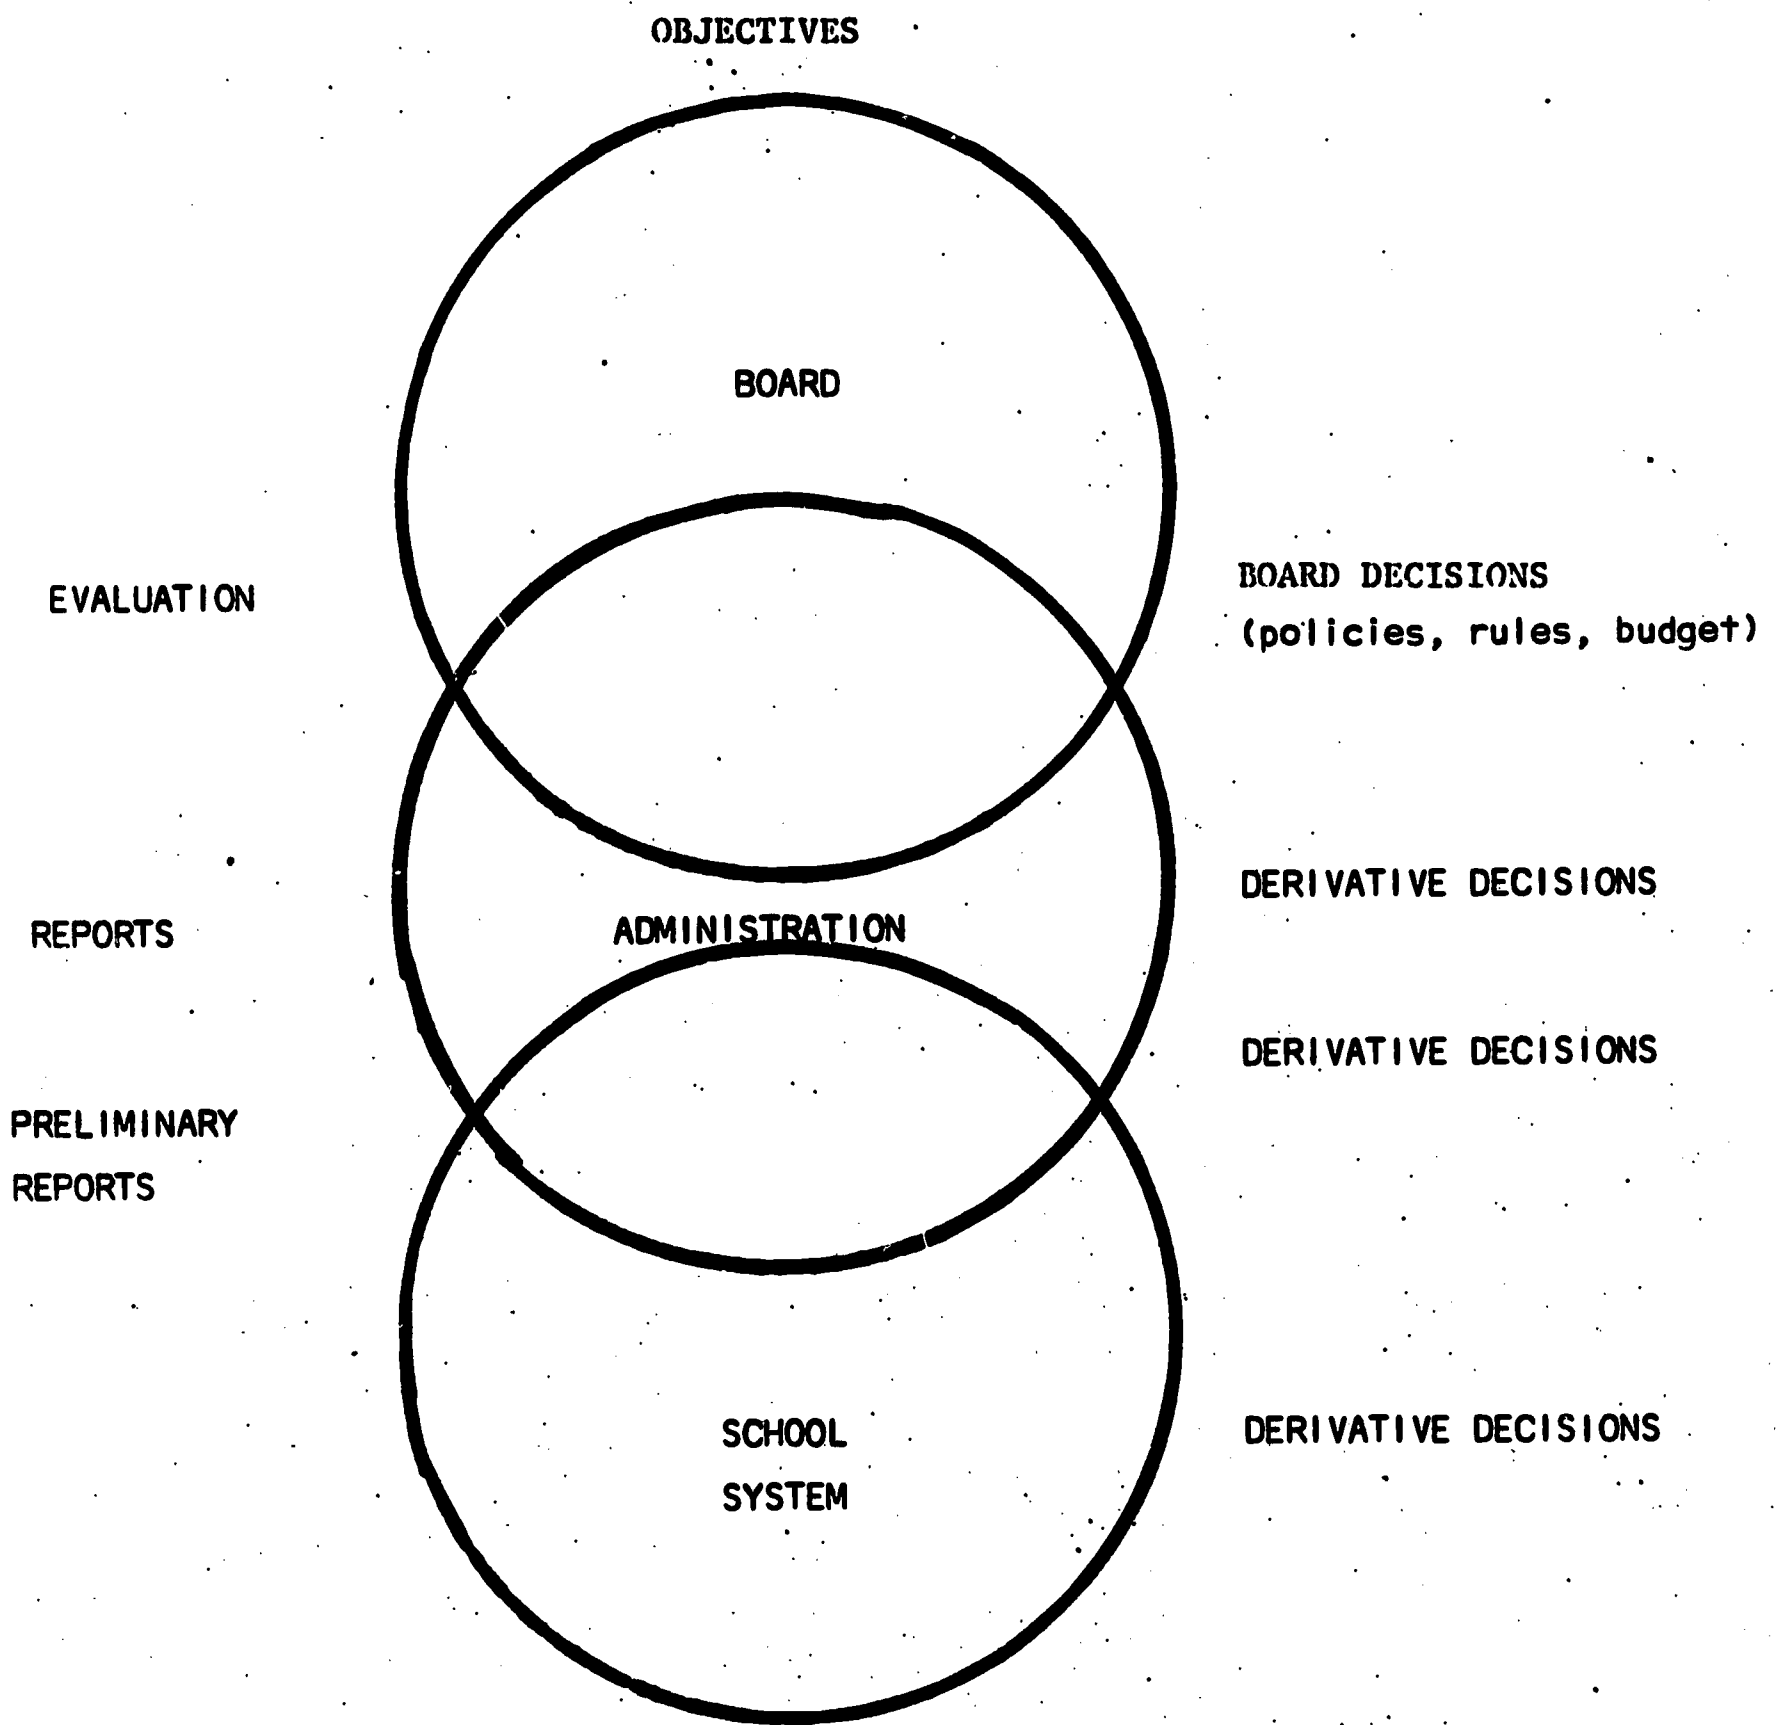 OBJECTIVES
BOARD
EVALUATION
BOARD DECISIONS
(policies, rules, budget)
DERIVATIVE DECISIONS
REPORTS
ADMINISTRATION
DERIVATIVE DECISIONS
PRELIMINARY
REPORTS
SCHOOL
SYSTEM
DERIVATIVE DECISIONS